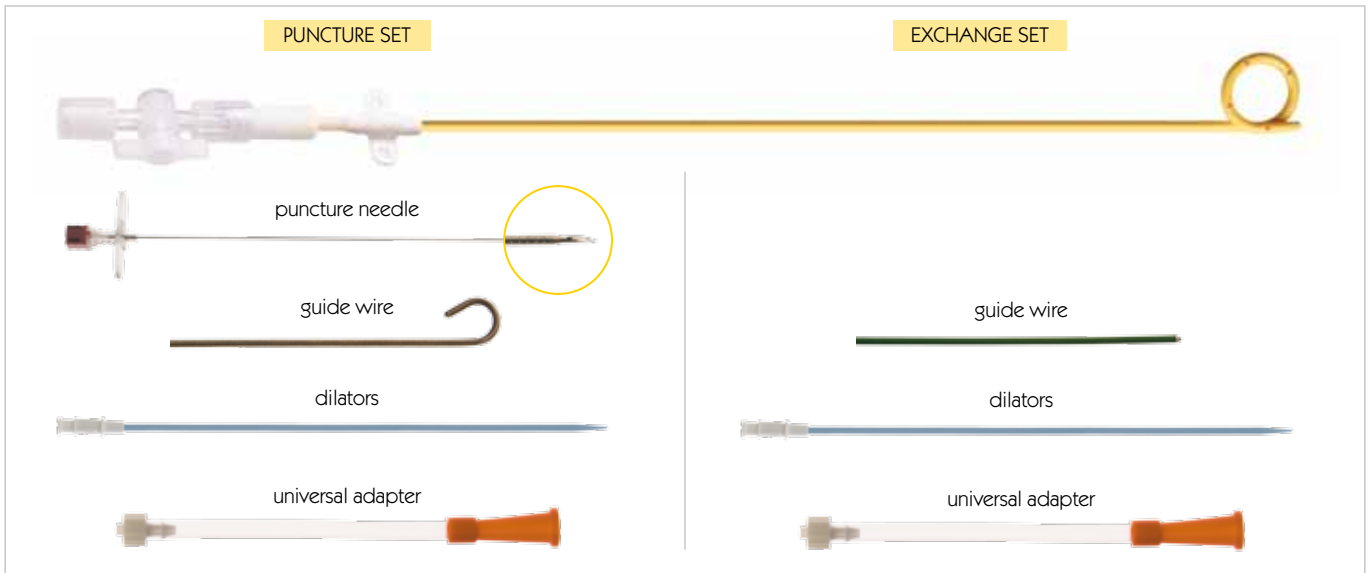 PUNCTURE SET
EXCHANGE SET
puncture needle
guide wire
guide wire
dilators
dilators
universal adapter
universal adapter